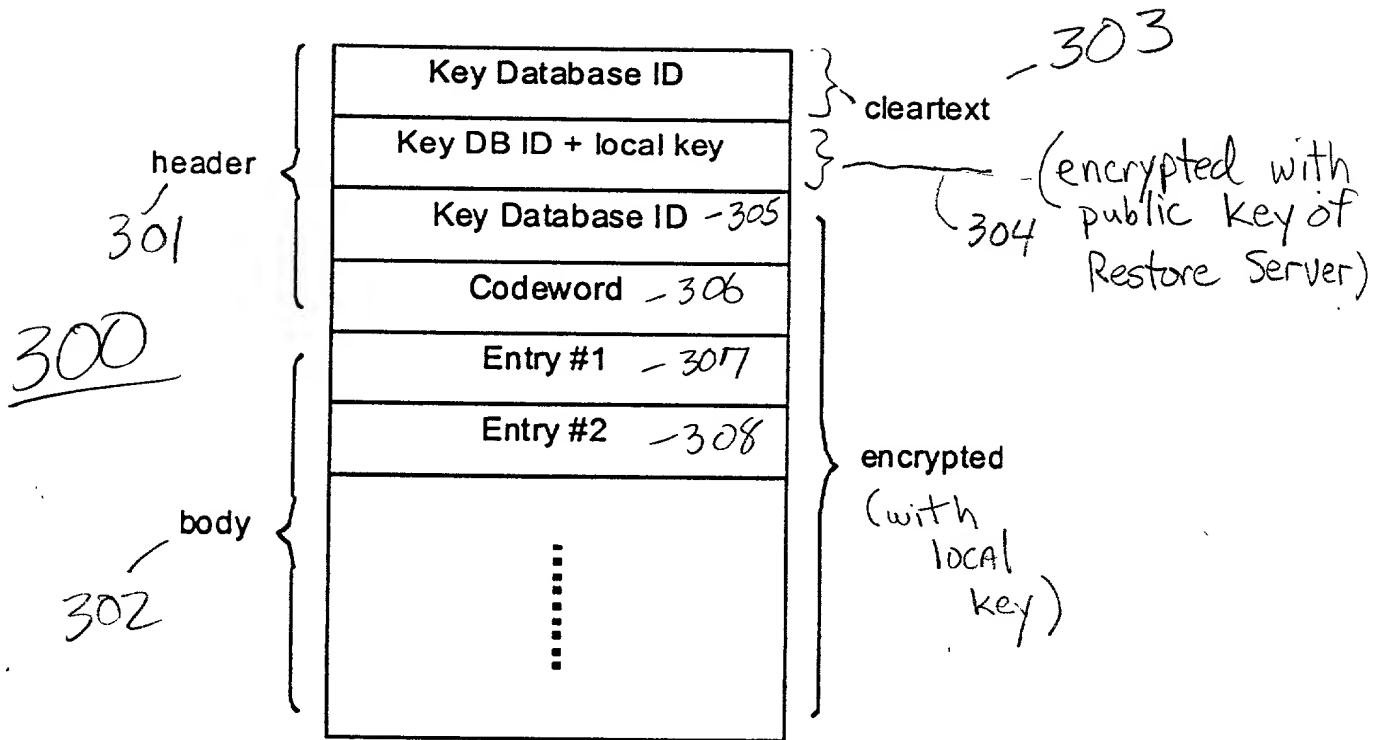 303
Key Database ID
cleartext
Key DB ID + local key
header
301
304
(encrypted with
public key of
Restore Server)
Key Database ID -305
Codeword -306
300
Entry #1 -307
Entry #2 -308
encrypted
(with
local
key)
body
302